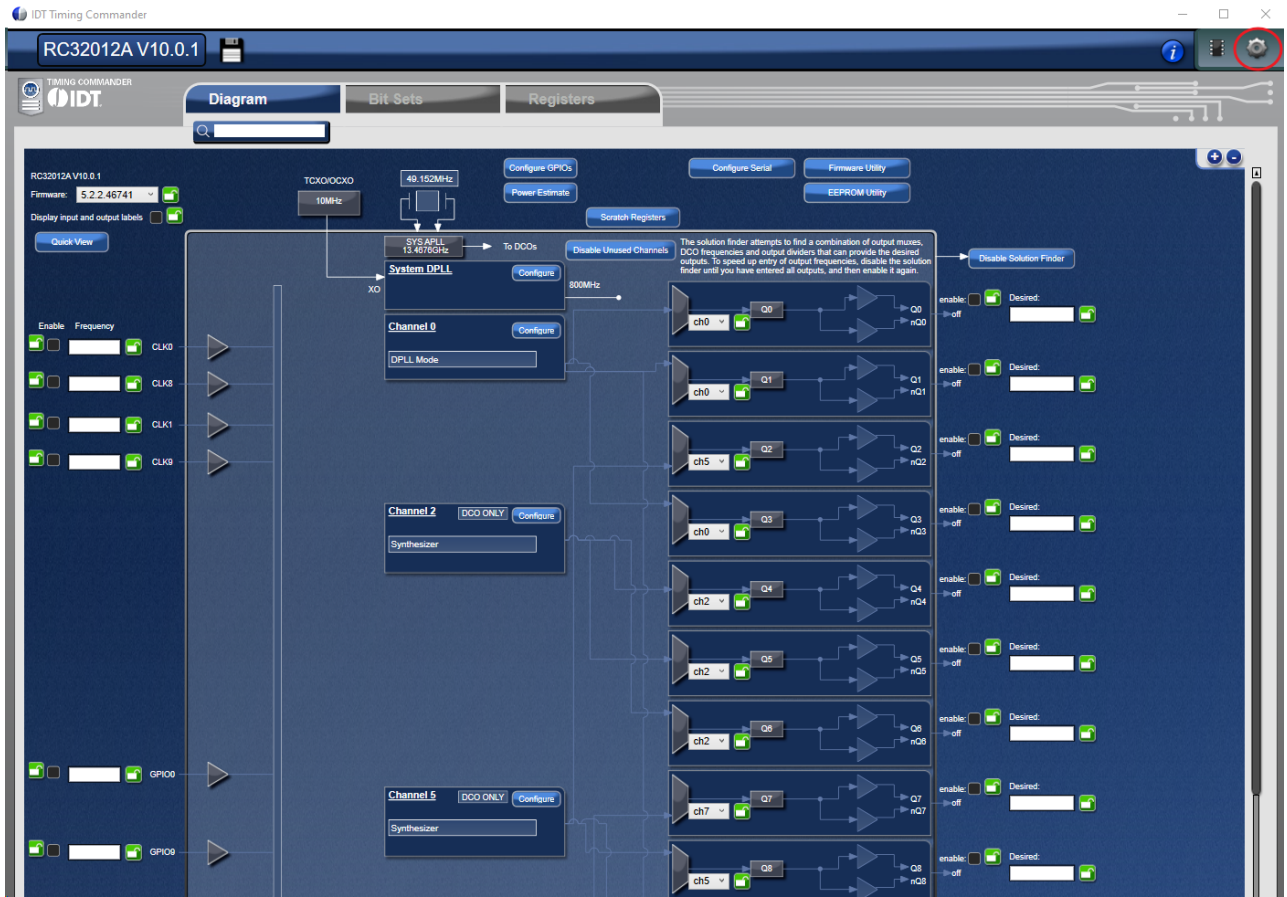 IDT Timing Commander
RC32012A V10.0.1
i
TIMING COMMANDER
IDT.
Diagram
Bit Sets
Registers
RC32012A V10.0.1
Firmware: 5.2.2.46741
Display input and output labels
Quick View
TCXO/OCXO
10MHz
49.152MHz
Configure GPIOs
Power Estimate
Configure Serial
Firmware Utility
EEPROM Utility
Scratch Registers
SYS APLL
13.4676GHz
To DCOs
Disable Unused Channels
The solution finder attempts to find a combination of output muxes,
DCO frequencies and output dividers that can provide the desired
outputs. To speed up entry of output frequencies, disable the solution
finder until you have entered all outputs, and then enable it again.
Disable Solution Finder
XO
System DPLL
Configure
800MHz
Channel 0
Configure
DPLL Mode
Enable Frequency
CLK0
CLK8
CLK1
CLK9
Channel 2
DCO ONLY
Configure
Synthesizer
GPIO0
Channel 5
DCO ONLY
Configure
Synthesizer
GPIO9
ch0
Q0
Q0
nQ0
enable:
off
Desired:
ch0
Q1
Q1
nQ1
enable:
off
Desired:
ch5
Q2
Q2
nQ2
enable:
off
Desired:
ch0
Q3
Q3
nQ3
enable:
off
Desired:
ch2
Q4
Q4
nQ4
enable:
off
Desired:
ch2
Q5
Q5
nQ5
enable:
off
Desired:
ch2
Q6
Q6
nQ6
enable:
off
Desired:
ch7
Q7
Q7
nQ7
enable:
off
Desired:
ch5
Q8
Q8
nQ8
enable:
off
Desired: